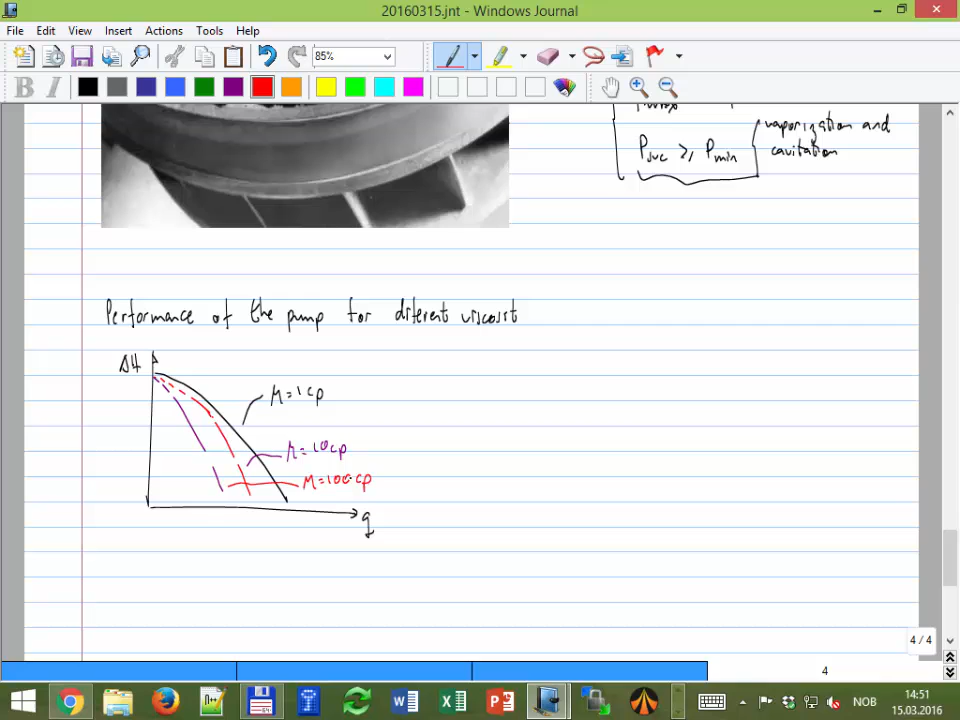 20160315.jnt - Windows Journal
File Edit View Insert Actions Tools Help
85%
B I
vaporization and
Psuc ≥ Pmin
cavitation
Performance of the pump for diferent viscosit
ΔH
μ=1cp
μ=10cp
μ=100cp
q
4 / 4
4
NOB
14:51
15.03.2016